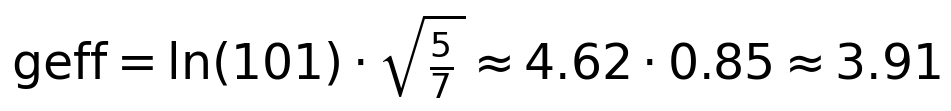 geff = ln(101) · √(5/7) ≈ 4.62 · 0.85 ≈ 3.91